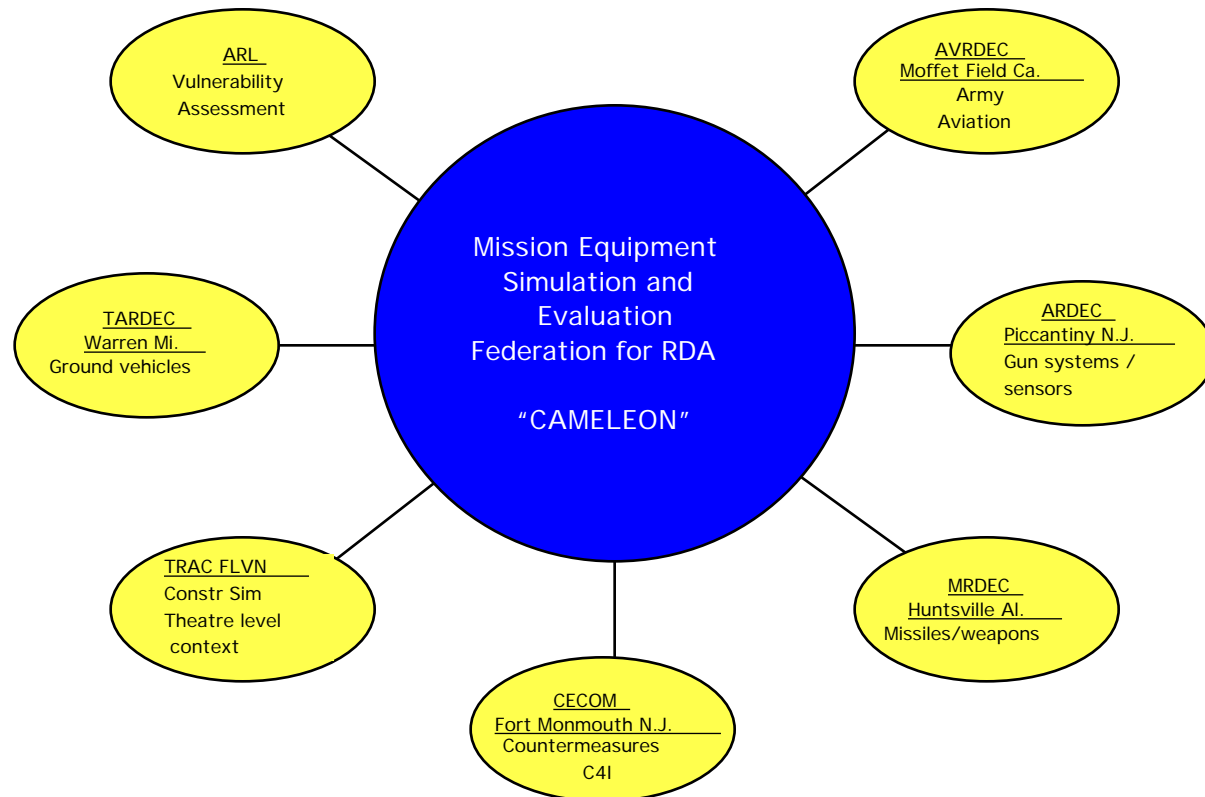 ARL
Vulnerability
Assessment
AVRDEC
Moffet Field Ca.
Army
Aviation
Mission Equipment
Simulation and
Evaluation
Federation for RDA
“CAMELEON”
TARDEC
Warren Mi.
Ground vehicles
ARDEC
Piccantiny N.J.
Gun systems /
sensors
TRAC FLVN
Constr Sim
Theatre level
context
MRDEC
Huntsville Al.
Missiles/weapons
CECOM
Fort Monmouth N.J.
Countermeasures
C4I